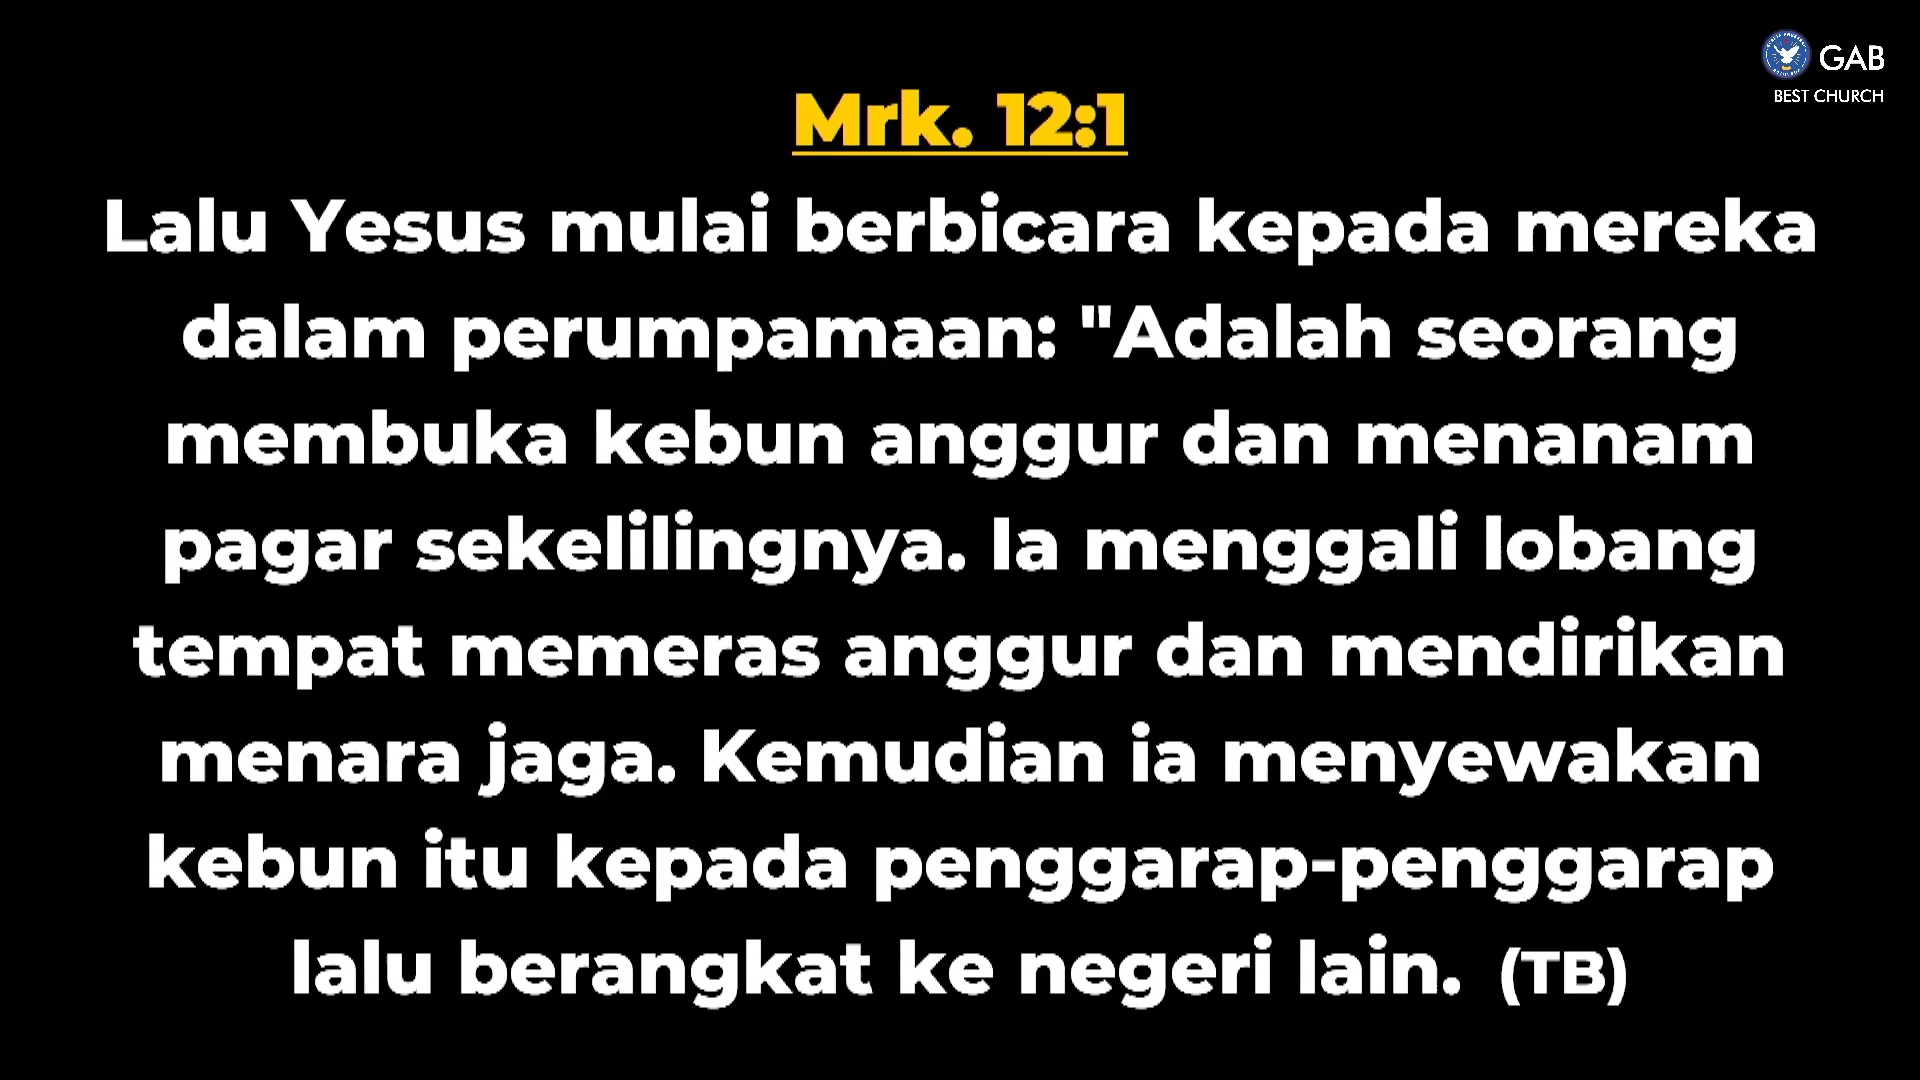 GAB
BEST CHURCH
Mrk. 12:1
Lalu Yesus mulai berbicara kepada mereka
dalam perumpamaan: "Adalah seorang
membuka kebun anggur dan menanam
pagar sekelilingnya. Ia menggali lobang
tempat memeras anggur dan mendirikan
menara jaga. Kemudian ia menyewakan
kebun itu kepada penggarap-penggarap
lalu berangkat ke negeri lain. (TB)